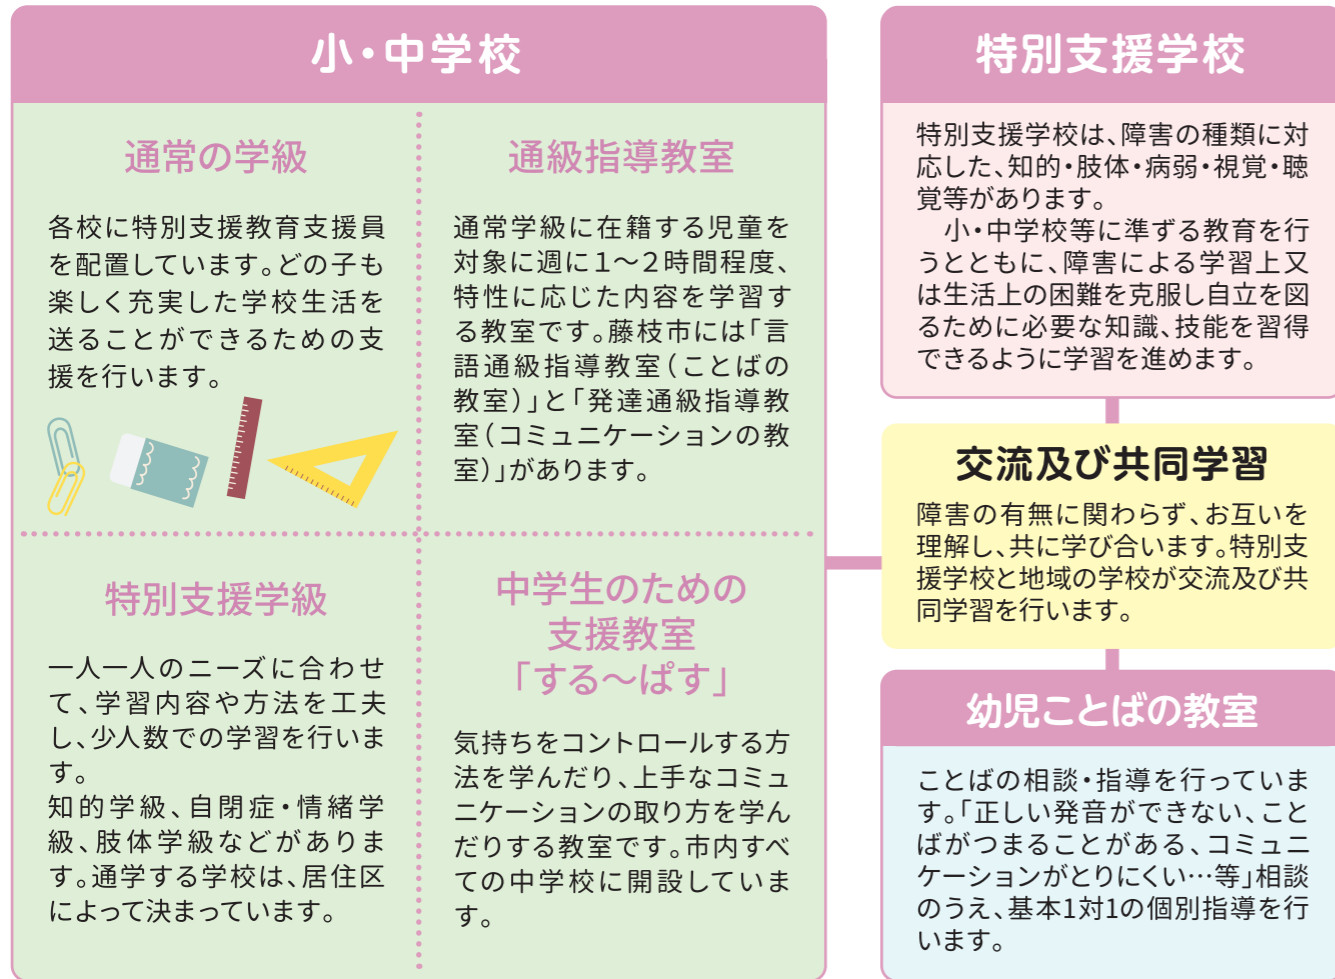 小・中学校
通常の学級
各校に特別支援教育支援員
を配置しています。どの子も
楽しく充実した学校生活を
送ることができるための支
援を行います。
通級指導教室
通常学級に在籍する児童を
対象に週に１～２時間程度、
特性に応じた内容を学習す
る教室です。藤枝市には「言
語通級指導教室（ことばの
教室）」と「発達通級指導教
室（コミュニケーションの教
室）」があります。
特別支援学級
一人一人のニーズに合わせ
て、学習内容や方法を工夫
し、少人数での学習を行いま
す。
知的学級、自閉症・情緒学
級、肢体学級などがありま
す。通学する学校は、居住区
によって決まっています。
中学生のための
支援教室
「する～ぱす」
気持ちをコントロールする方
法を学んだり、上手なコミュ
ニケーションの取り方を学ん
だりする教室です。市内すべ
ての中学校に開設していま
す。
特別支援学校
特別支援学校は、障害の種類に対
応した、知的・肢体・病弱・視覚・聴
覚等があります。
　小・中学校等に準ずる教育を行
うとともに、障害による学習上又
は生活上の困難を克服し自立を図
るために必要な知識、技能を習得
できるように学習を進めます。
交流及び共同学習
障害の有無に関わらず、お互いを
理解し、共に学び合います。特別支
援学校と地域の学校が交流及び共
同学習を行います。
幼児ことばの教室
ことばの相談・指導を行っていま
す。「正しい発音ができない、こと
ばがつまることがある、コミュニ
ケーションがとりにくい…等」相談
のうえ、基本1対1の個別指導を行
います。